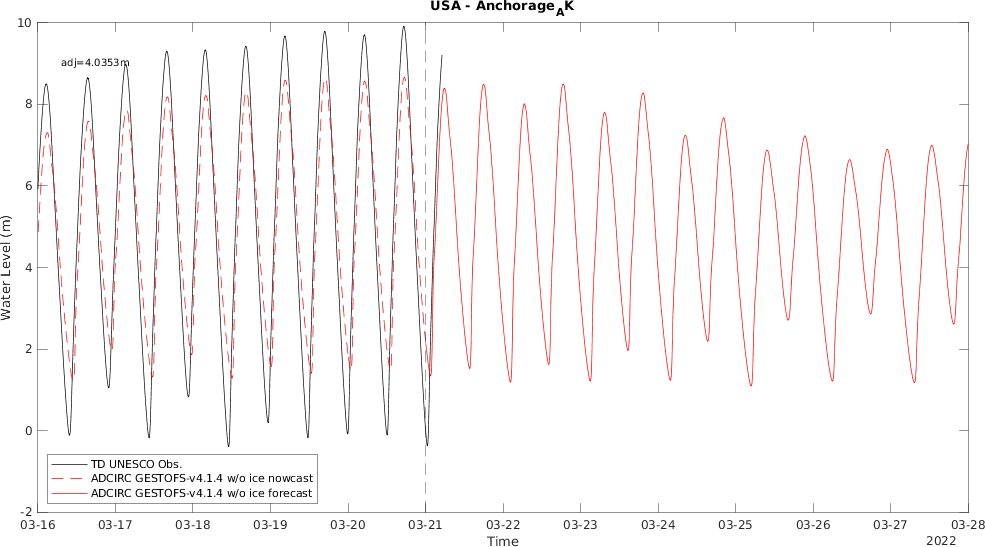 USA - Anchorage_AK
adj=4.0353m
10
8
6
4
2
0
-2
Water Level (m)
TD UNESCO Obs.
ADCIRC GESTOFS-v4.1.4 w/o ice nowcast
ADCIRC GESTOFS-v4.1.4 w/o ice forecast
03-16 03-17 03-18 03-19 03-20 03-21 03-22 03-23 03-24 03-25 03-26 03-27 03-28
Time
2022